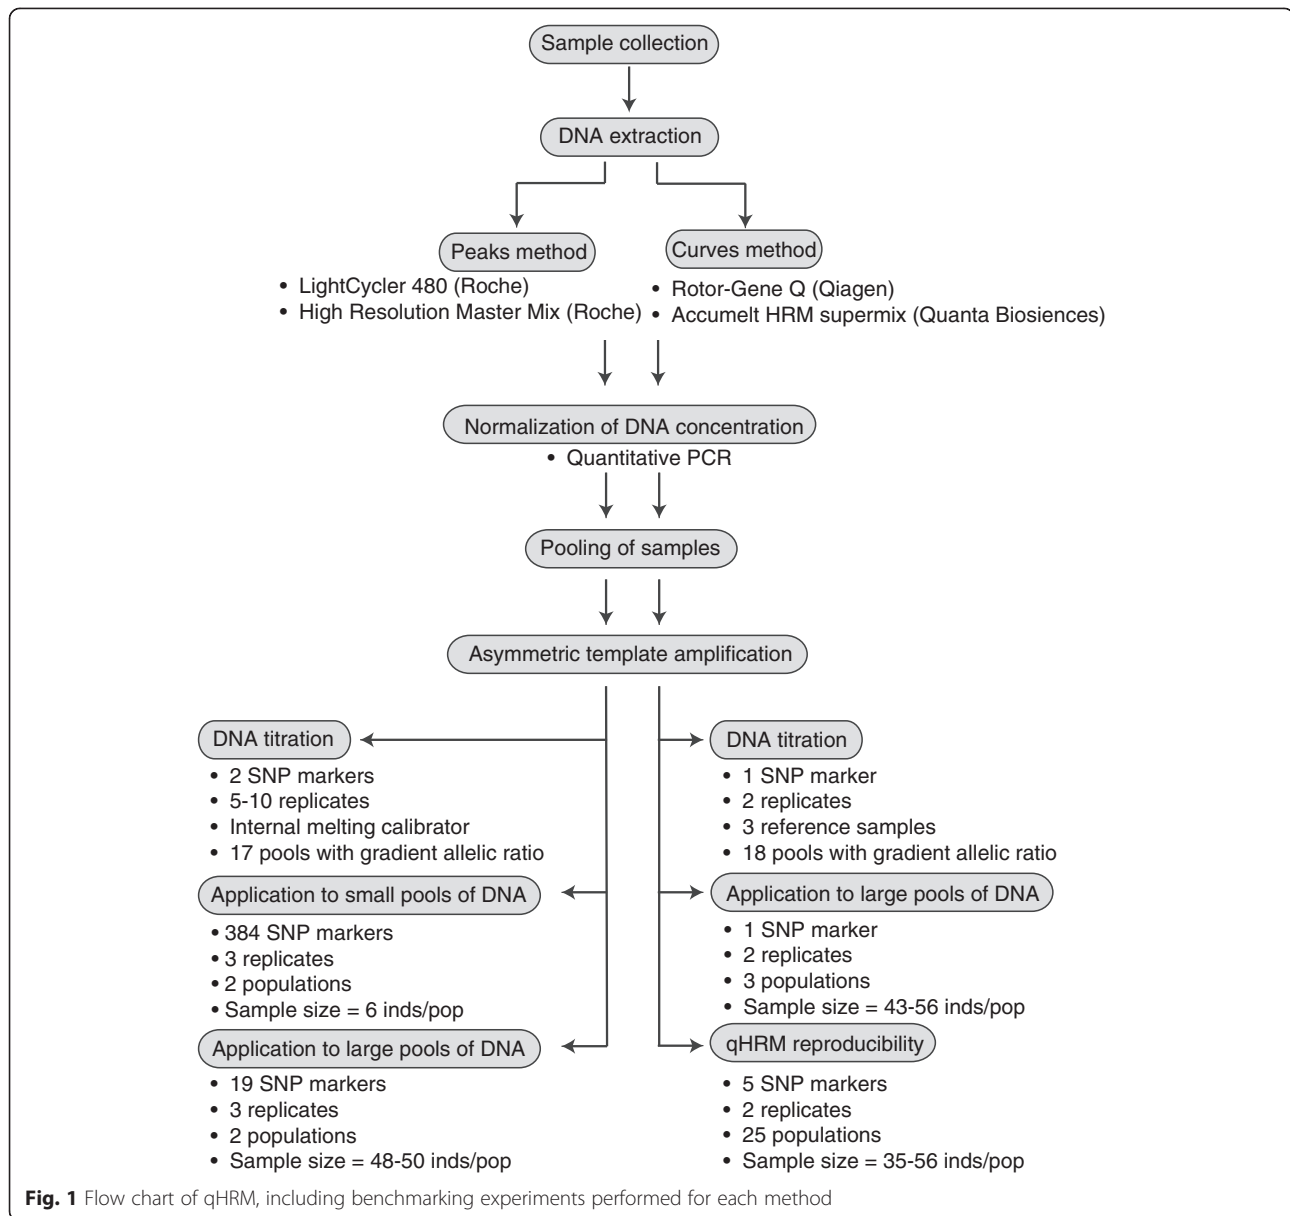 Sample collection
DNA extraction
Peaks method
• LightCycler 480 (Roche)
• High Resolution Master Mix (Roche)
Curves method
• Rotor-Gene Q (Qiagen)
• Accumelt HRM supermix (Quanta Biosiences)
Normalization of DNA concentration
• Quantitative PCR
Pooling of samples
Asymmetric template amplification
DNA titration
• 2 SNP markers
• 5-10 replicates
• Internal melting calibrator
• 17 pools with gradient allelic ratio
Application to small pools of DNA
• 384 SNP markers
• 3 replicates
• 2 populations
• Sample size = 6 inds/pop
Application to large pools of DNA
• 19 SNP markers
• 3 replicates
• 2 populations
• Sample size = 48-50 inds/pop
DNA titration
• 1 SNP marker
• 2 replicates
• 3 reference samples
• 18 pools with gradient allelic ratio
Application to large pools of DNA
• 1 SNP marker
• 2 replicates
• 3 populations
• Sample size = 43-56 inds/pop
qHRM reproducibility
• 5 SNP markers
• 2 replicates
• 25 populations
• Sample size = 35-56 inds/pop
Fig. 1 Flow chart of qHRM, including benchmarking experiments performed for each method